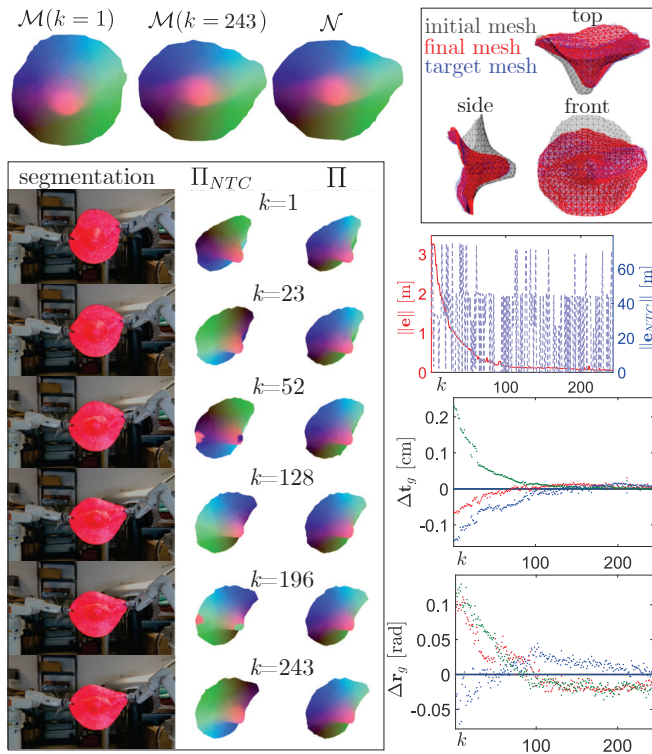 M(k = 1) M(k = 243) N
initial mesh
final mesh
target mesh
top
side
front
segmentation Π_NTC Π
k=1
k=23
k=52
k=128
k=196
k=243
||e|| [m]
3
2
1
0
||e_NTC|| [m]
60
40
20
0
k 100 200
Δt_g [cm]
0.2
0.1
0
-0.1
k 100 200
Δr_g [rad]
0.1
0.05
0
-0.05
k 100 200